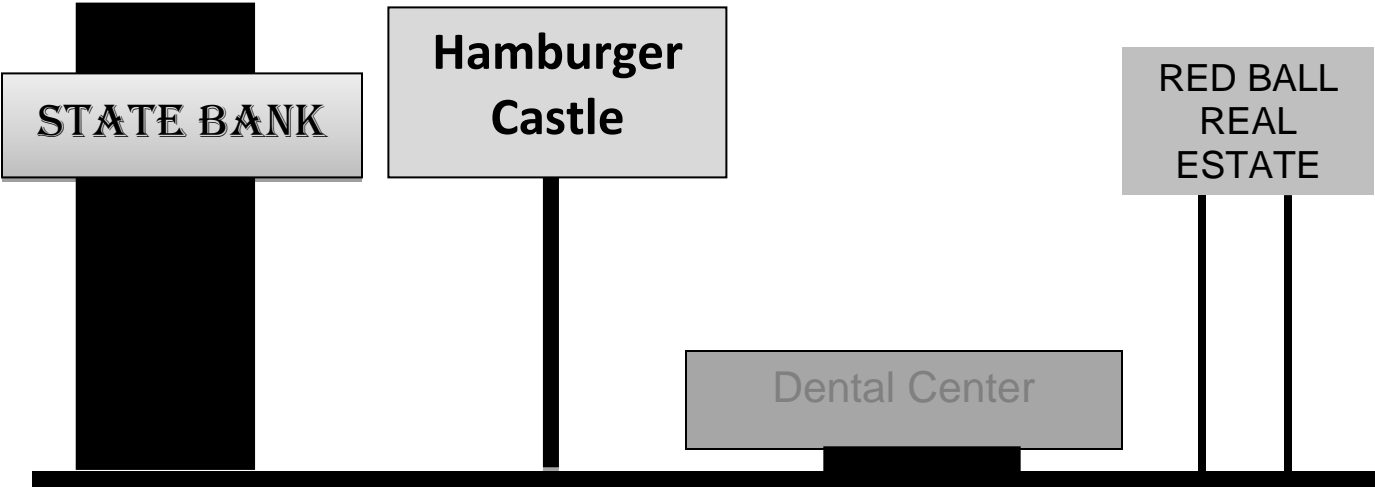 STATE BANK
Hamburger
Castle
Dental Center
RED BALL
REAL
ESTATE